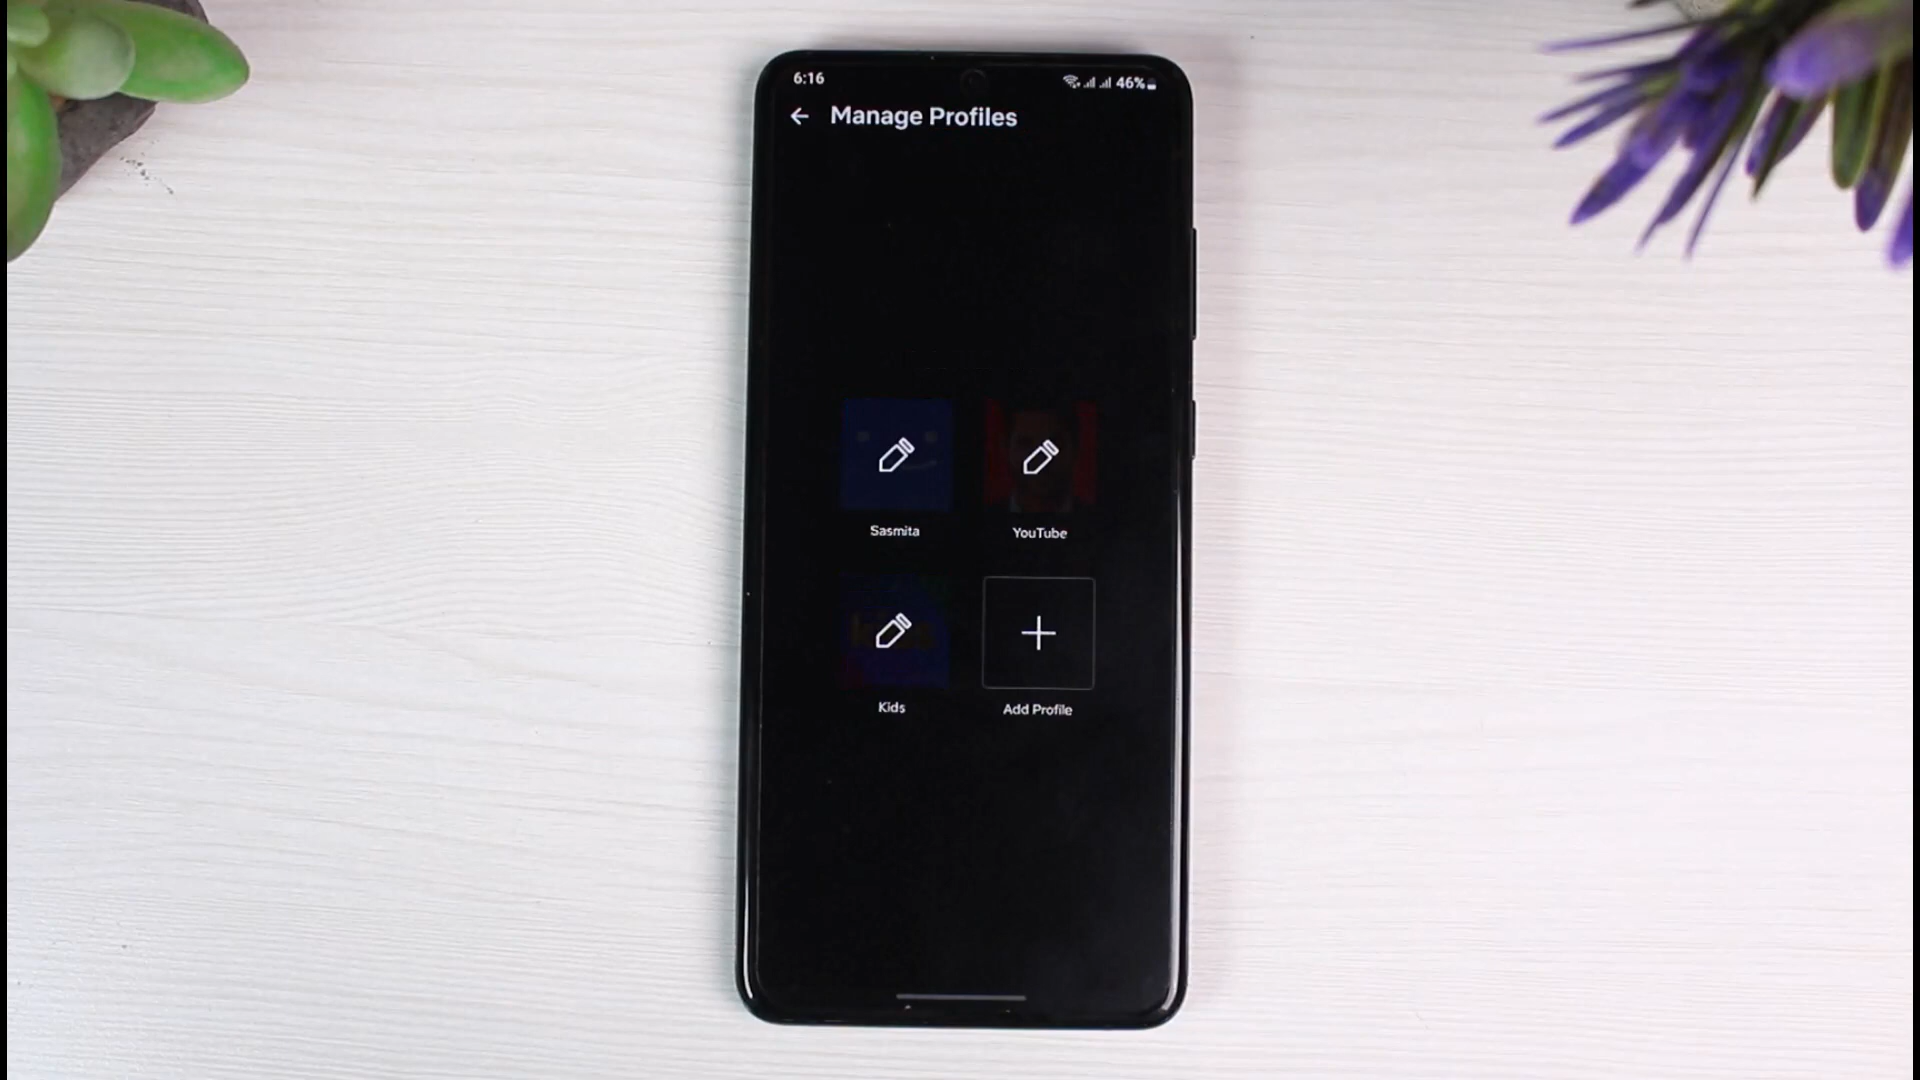 6:16
46%
Manage Profiles
Sasmita
YouTube
Kids
Add Profile